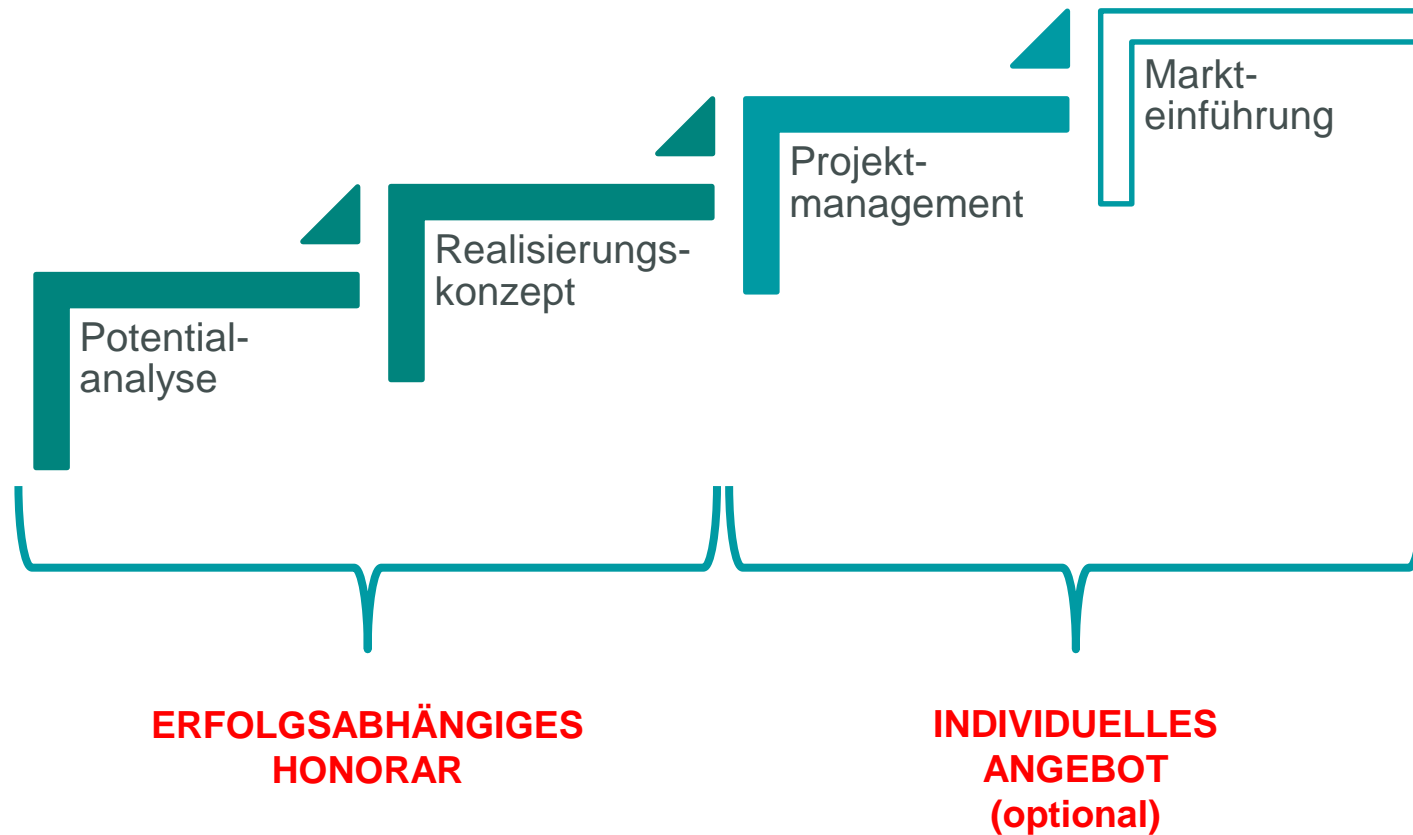 Potential-
analyse
Realisierungs-
konzept
Projekt-
management
Markt-
einführung
ERFOLGSABHÄNGIGES
HONORAR
INDIVIDUELLES
ANGEBOT
(optional)